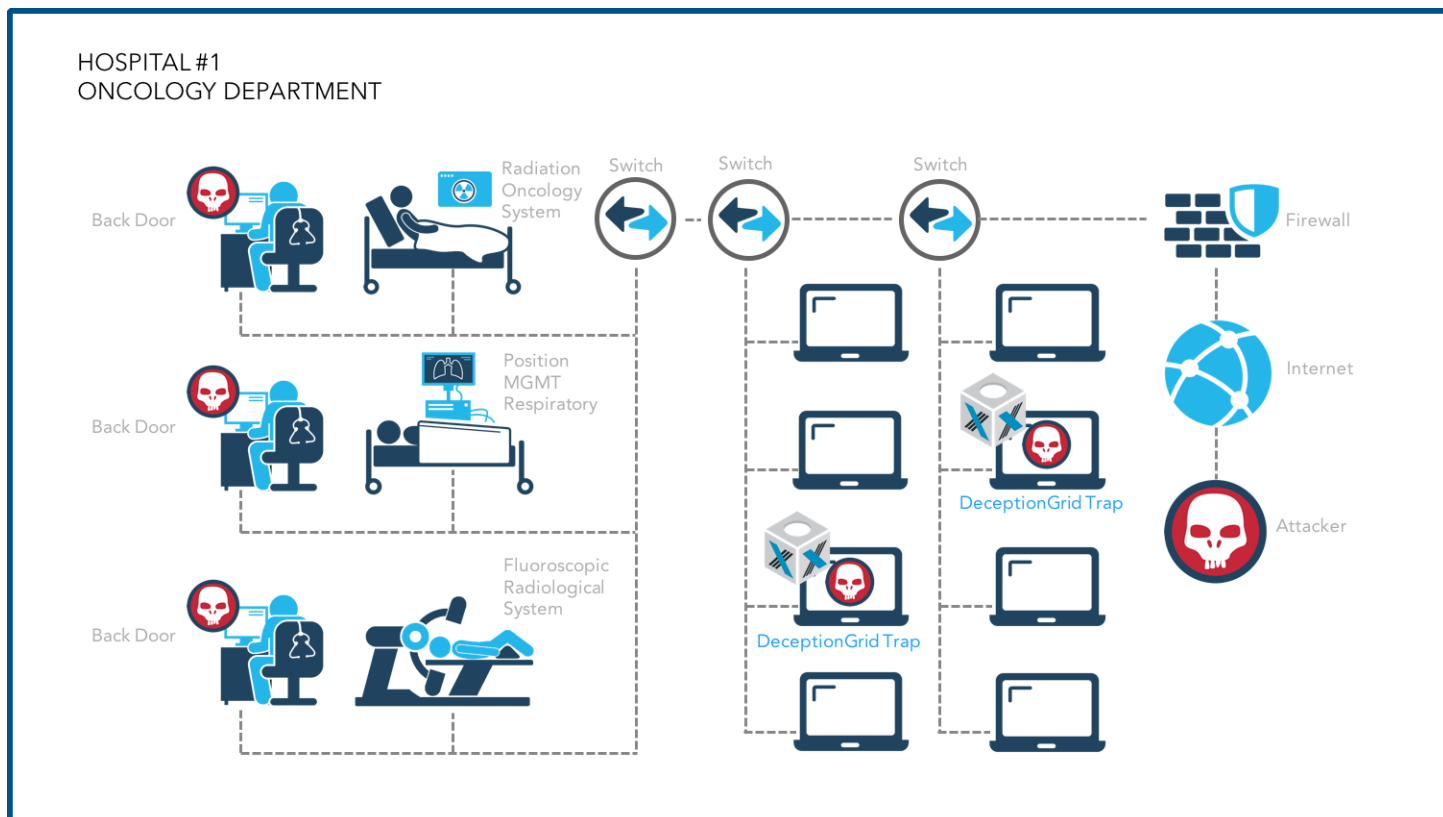 HOSPITAL #1
ONCOLOGY DEPARTMENT
Back Door
Radiation
Oncology
System
Switch
Switch
Switch
Firewall
Back Door
Position
MGMT
Respiratory
Internet
DeceptionGrid Trap
Attacker
Back Door
Fluoroscopic
Radiological
System
DeceptionGrid Trap